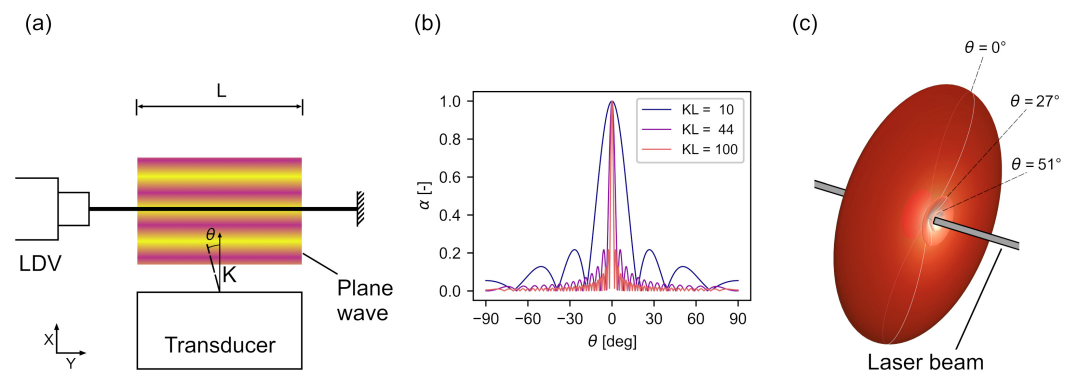 (a)
L
LDV
θ
K
Plane
wave
X
Y
Transducer
(b)
1.0
0.8
0.6
0.4
0.2
0.0
α [-]
KL = 10
KL = 44
KL = 100
−90 −60 −30 0 30 60 90
θ [deg]
(c)
θ = 0°
θ = 27°
θ = 51°
Laser beam